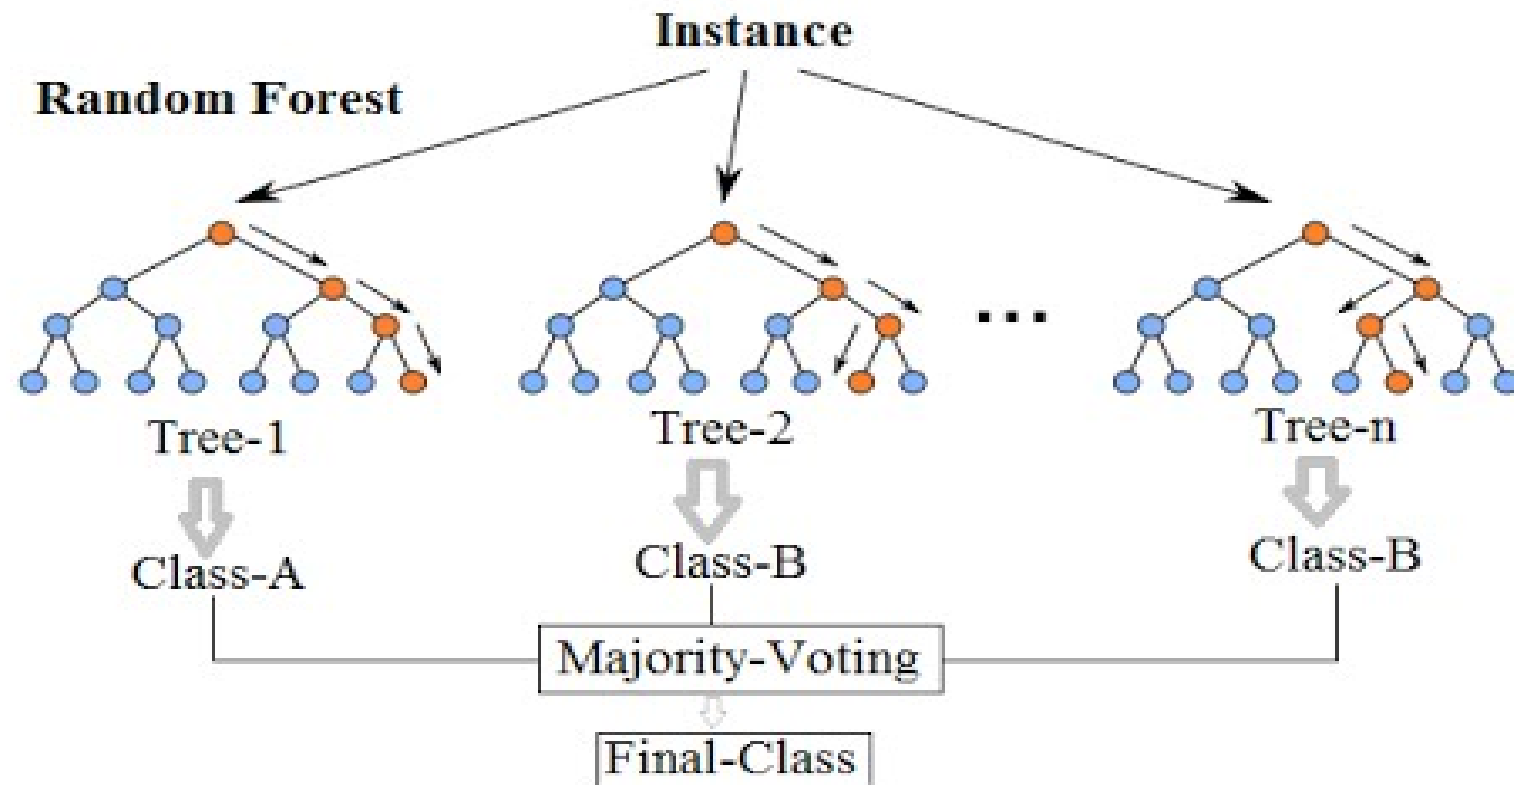 Instance
Random Forest
...
Tree-1
Tree-2
Tree-n
Class-A
Class-B
Class-B
Majority-Voting
Final-Class